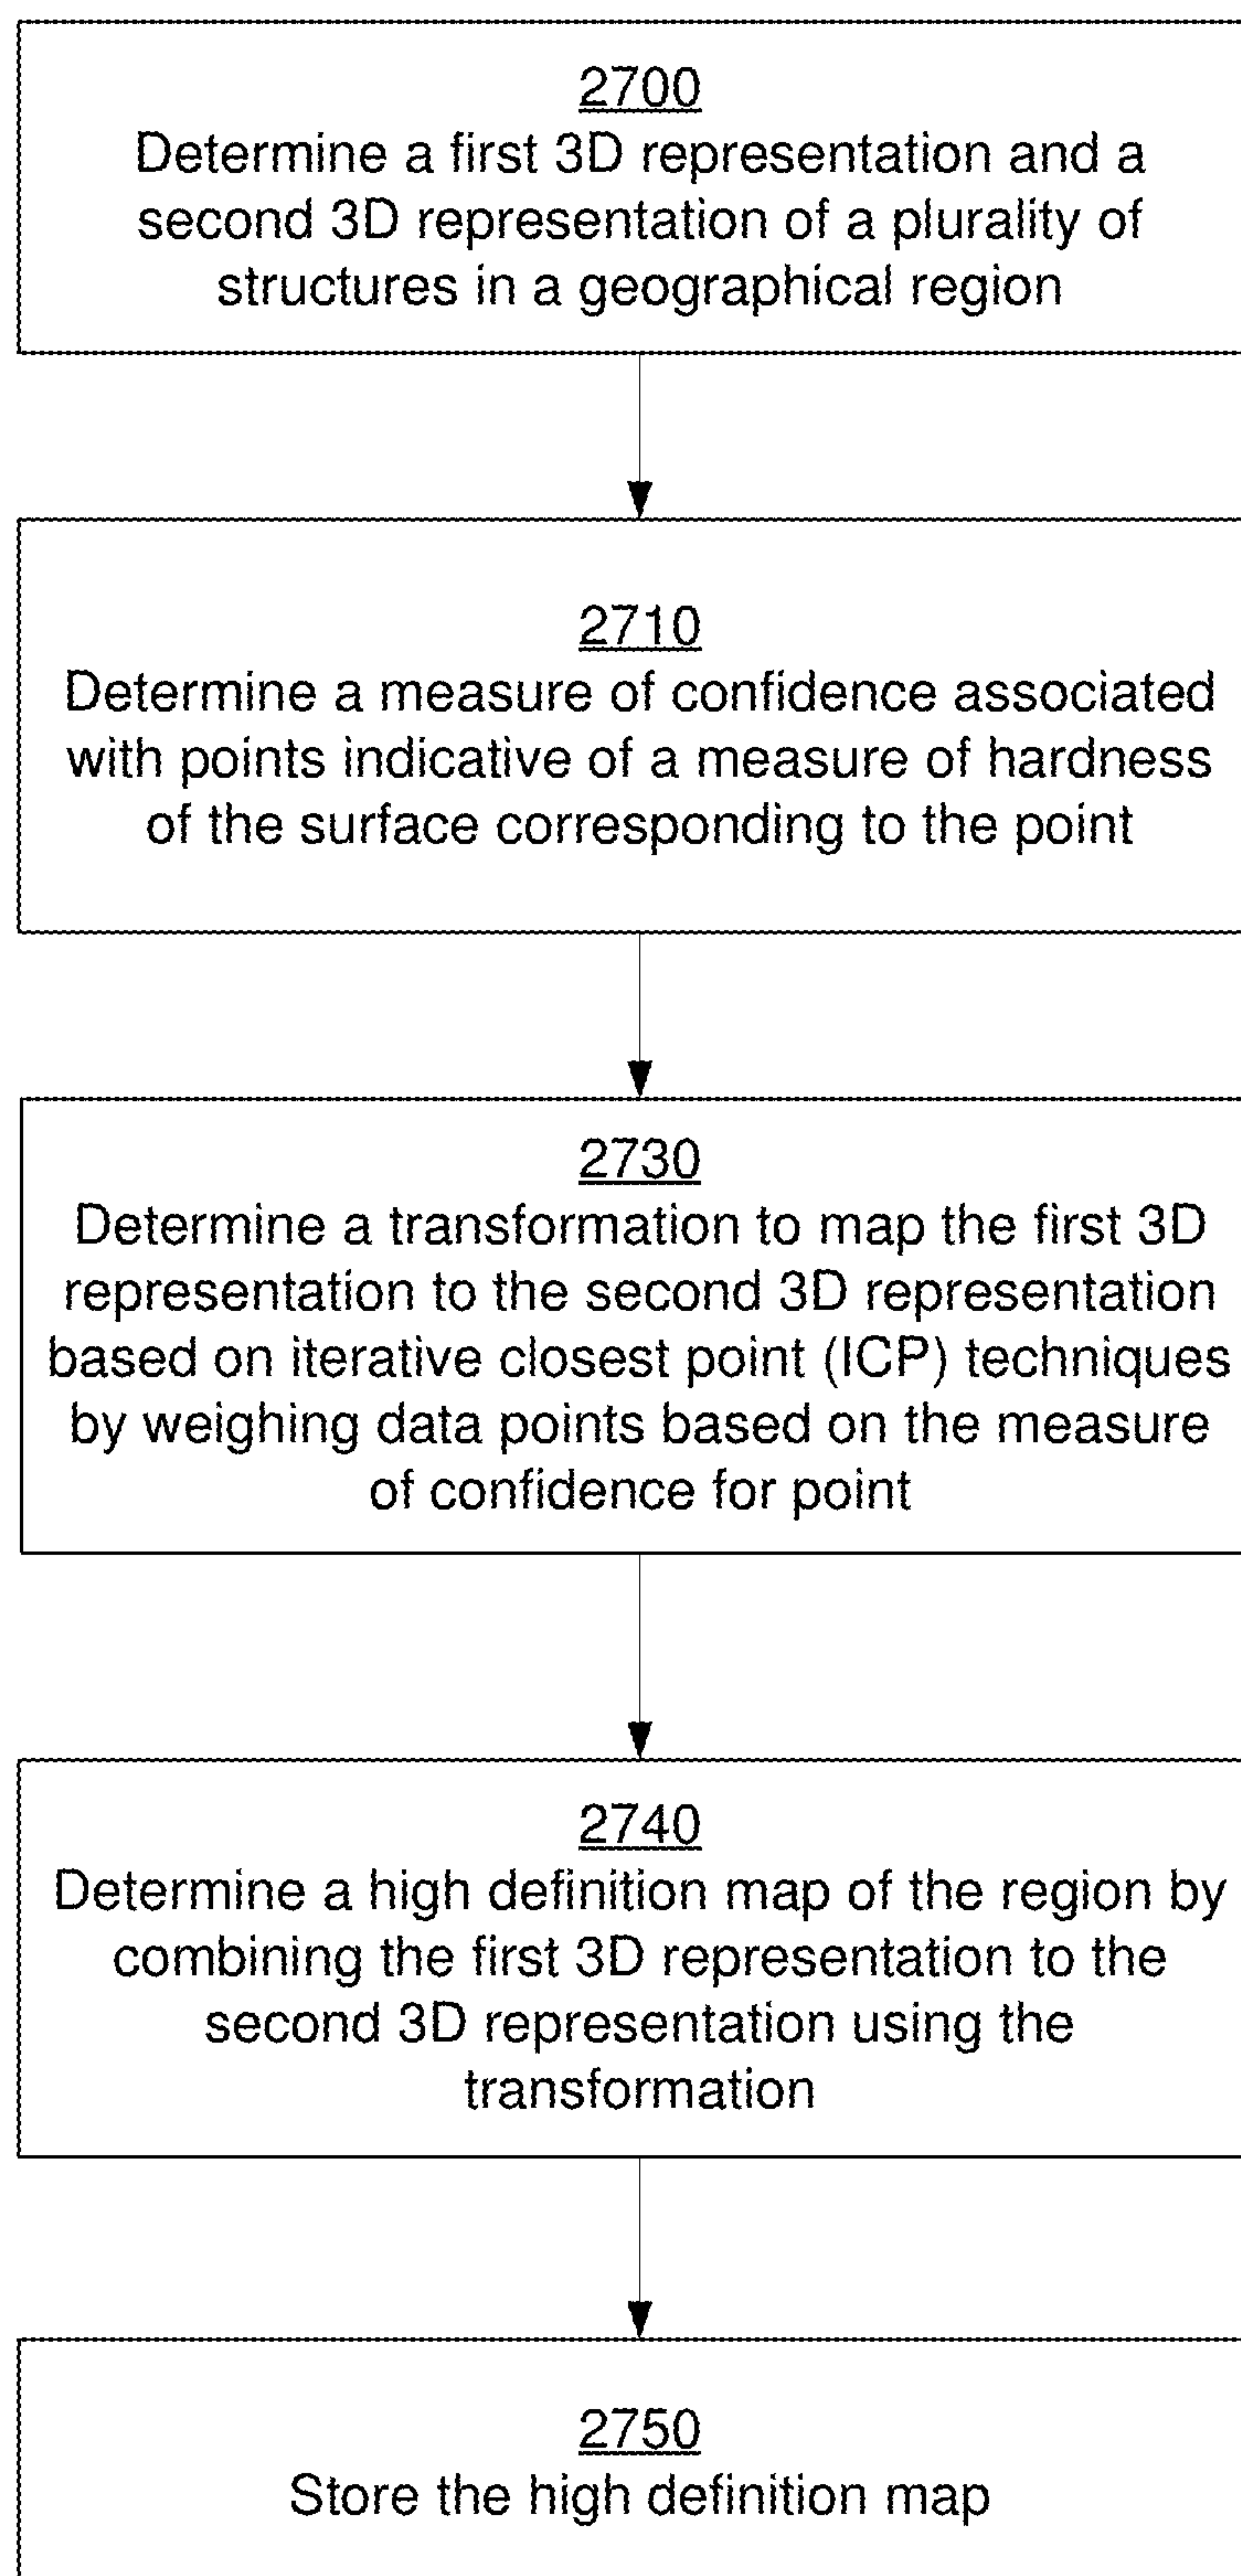 2700
Determine a first 3D representation and a
second 3D representation of a plurality of
structures in a geographical region
2710
Determine a measure of confidence associated
with points indicative of a measure of hardness
of the surface corresponding to the point
2730
Determine a transformation to map the first 3D
representation to the second 3D representation
based on iterative closest point (ICP) techniques
by weighing data points based on the measure
of confidence for point
2740
Determine a high definition map of the region by
combining the first 3D representation to the
second 3D representation using the
transformation
2750
Store the high definition map